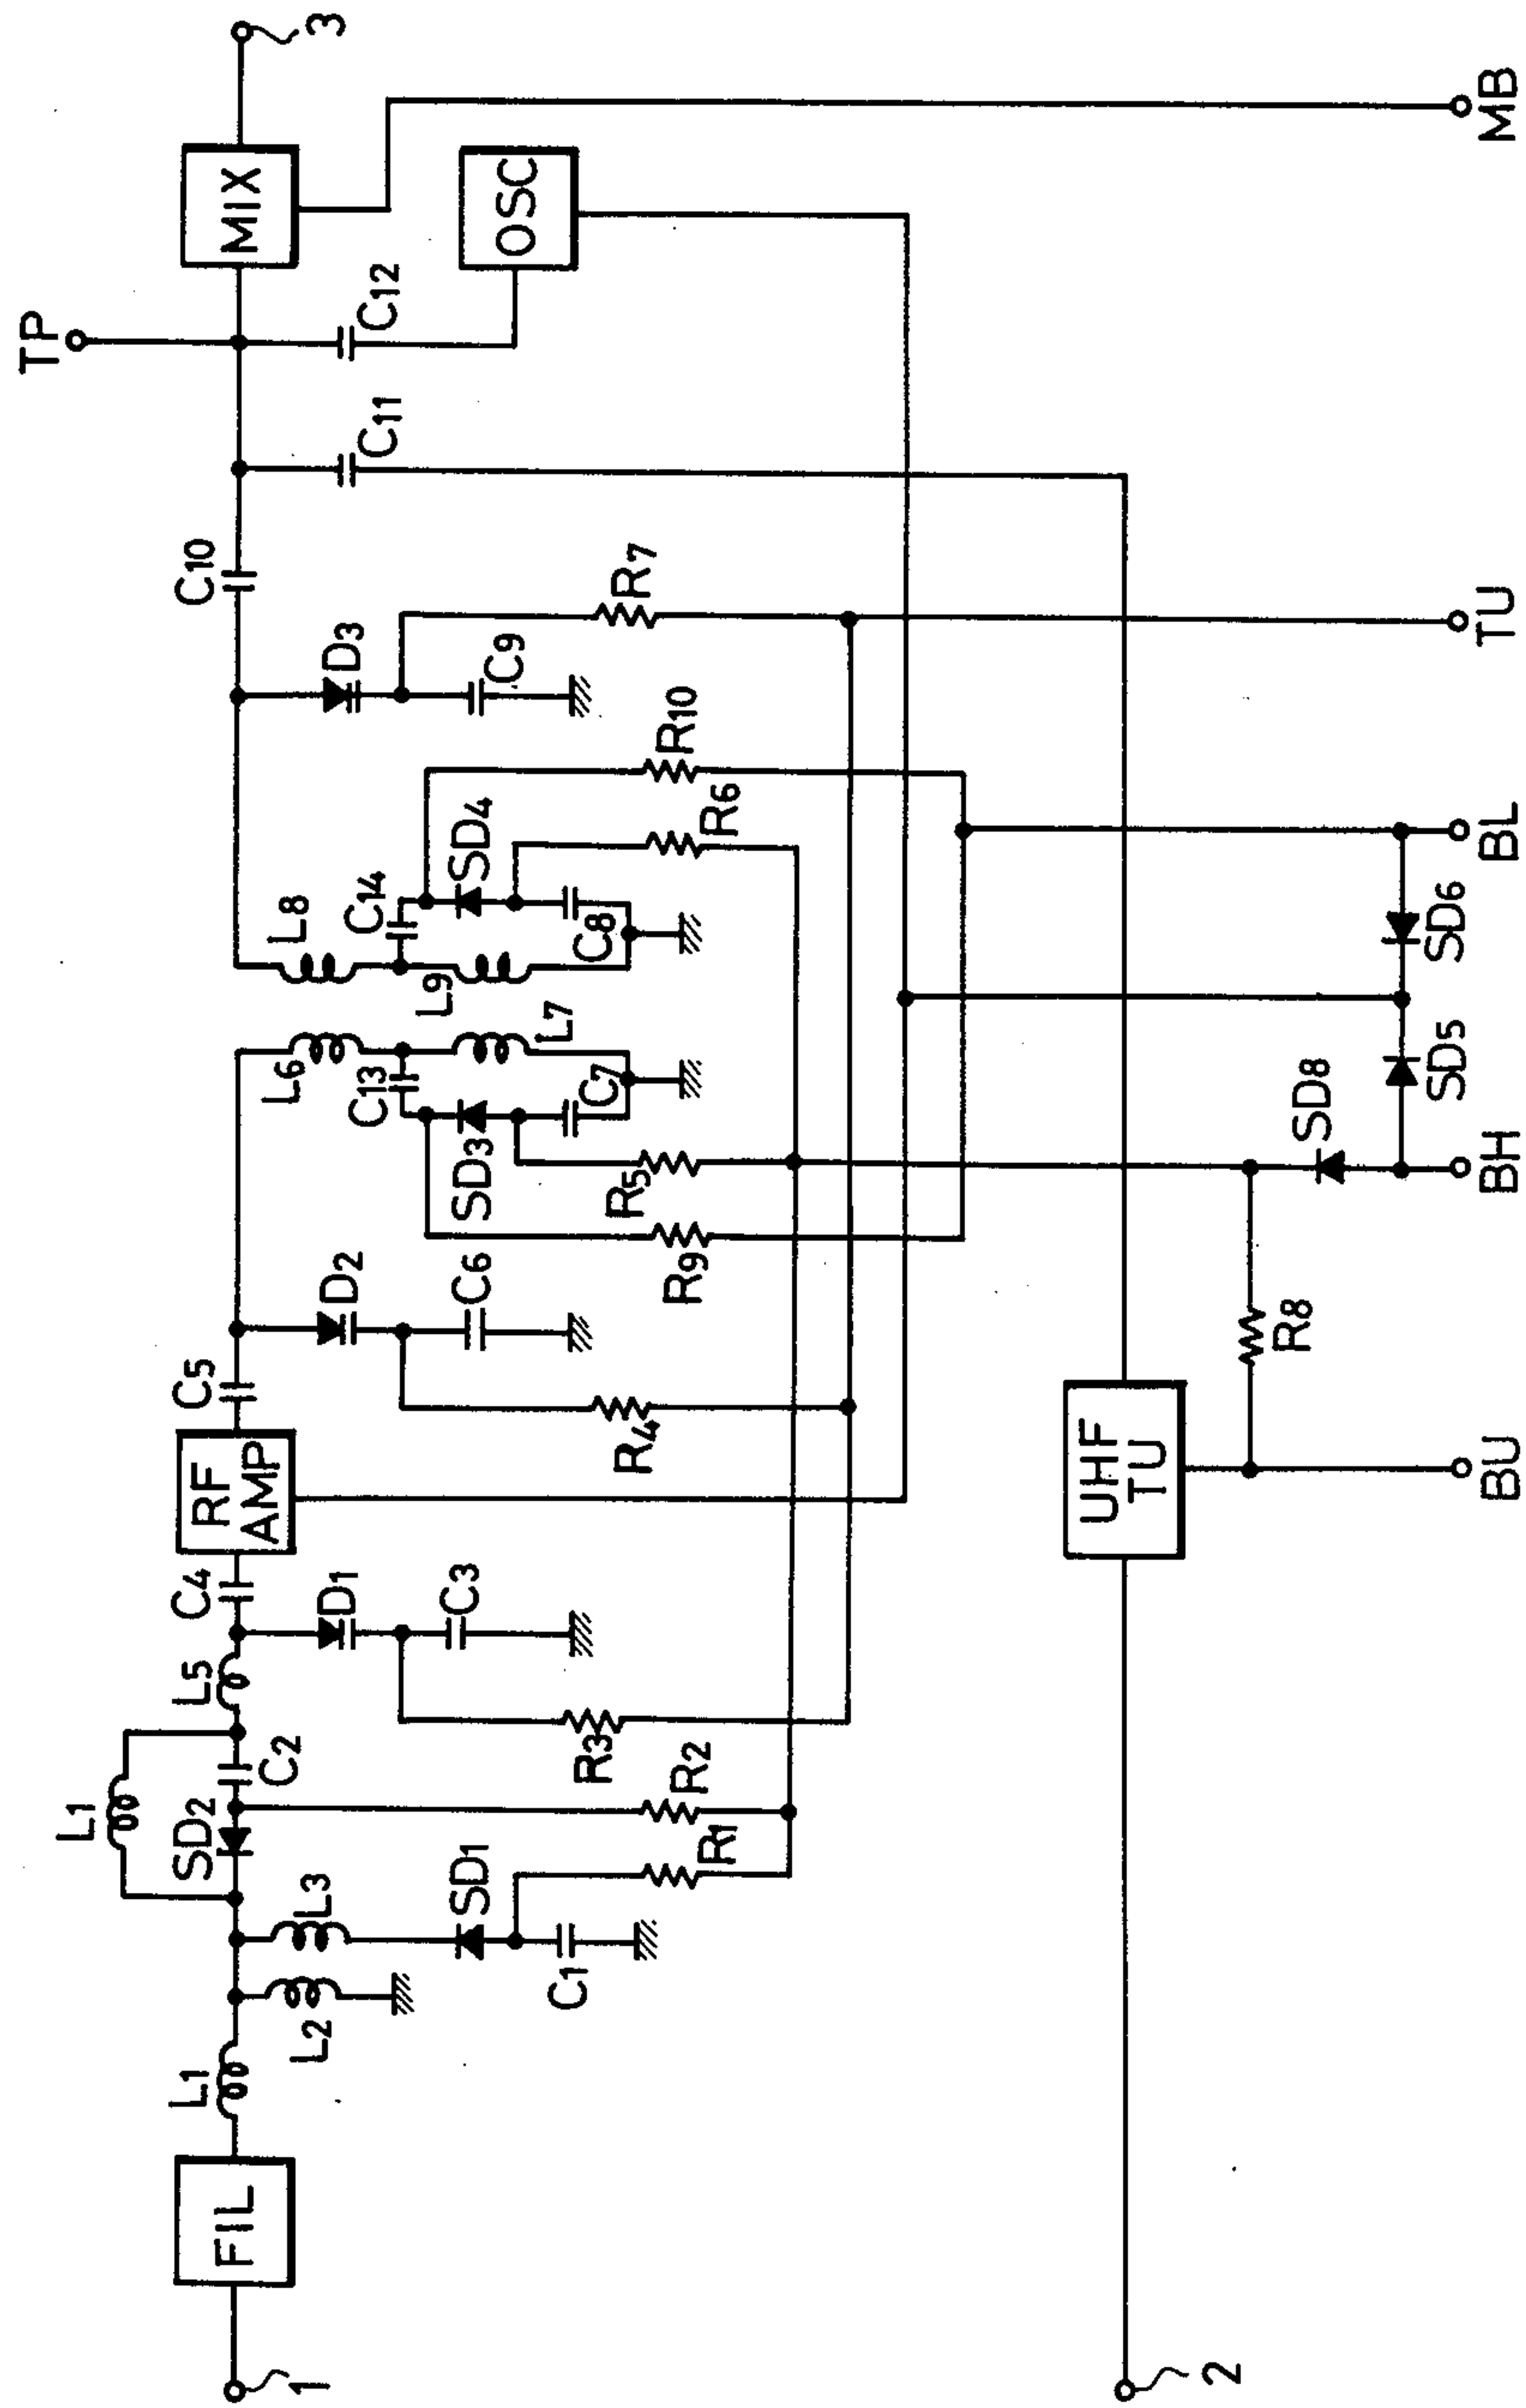 TP
3
MIX
OSC
C12
C11
C10
D3
C9
R7
L8
C14
SD4
R10
R6
C8
L9
L6
L7
C13
SD3
C7
R5
R9
D2
C6
C5
R4
RF
AMP
C4
D1
C3
L5
L1
C2
SD2
R3
R2
R1
L3
SD1
C1
L2
L1
FIL
1
2
UHF
TU
R8
SD8
SD5
SD6
BU
BH
BL
TU
MB